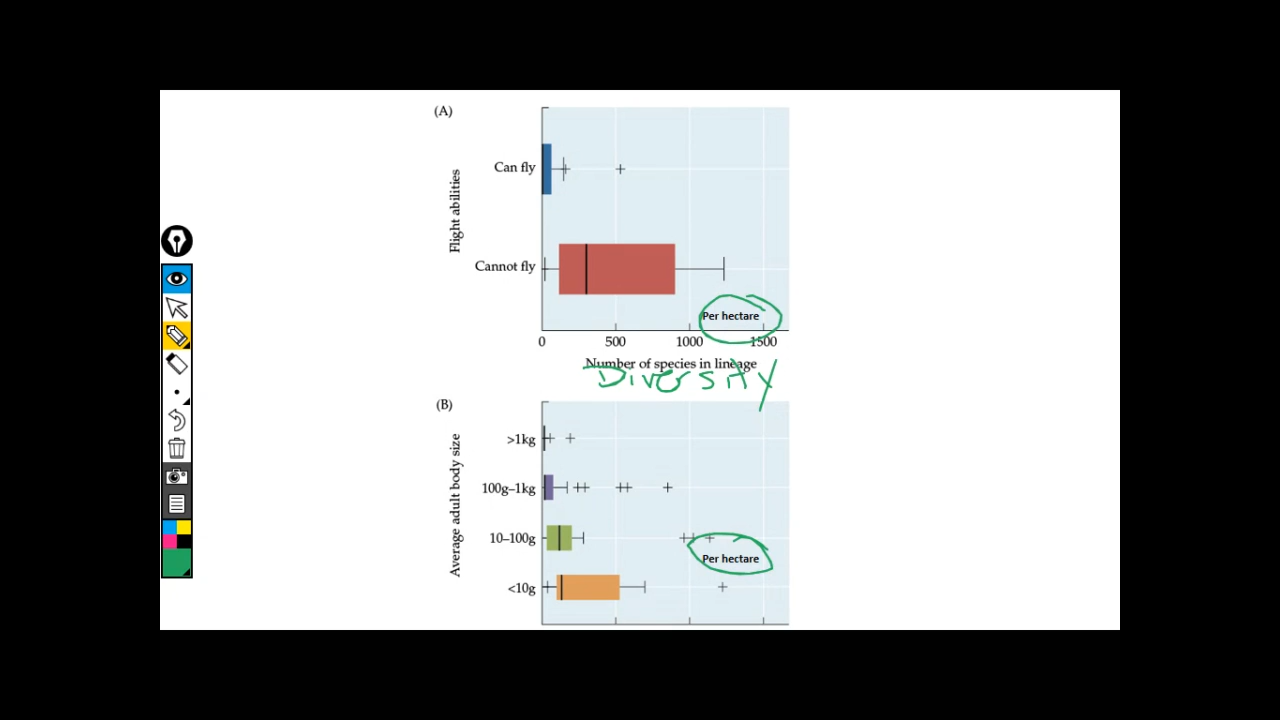 (A)
Flight abilities
Can fly
Cannot fly
Per hectare
0 500 1000 1500
Number of species in lineage
Diversity
(B)
Average adult body size
>1kg
100g–1kg
10–100g
Per hectare
<10g